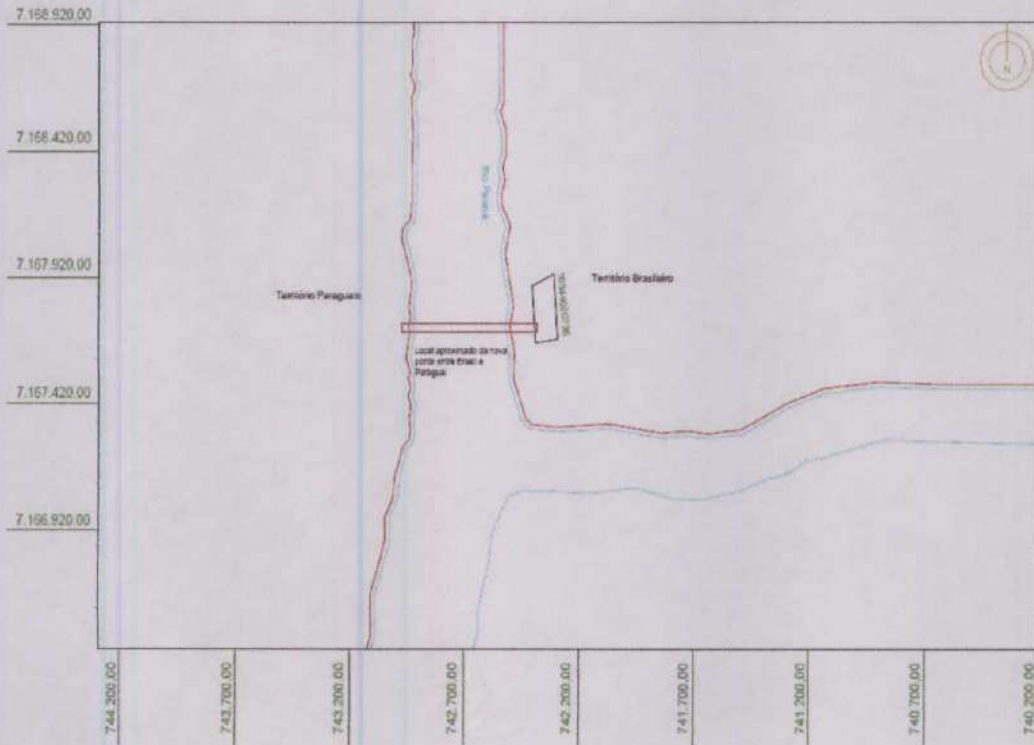 7.168.920,00
N
7.168.420,00
Rio Paraná
7.167.920,00
Território Paraguaio
Território Brasileiro
Local aproximado da nova
ponte entre Brasil e
Paraguai
7.167.420,00
7.166.920,00
744.200,00
743.700,00
743.200,00
742.700,00
742.200,00
741.700,00
741.200,00
740.700,00
740.200,00